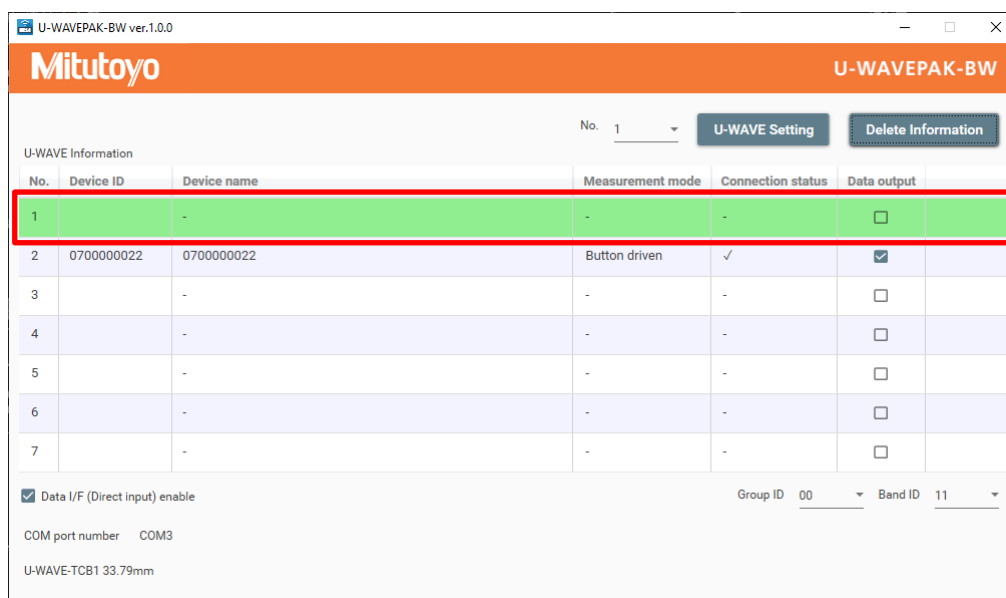 U-WAVEPAK-BW ver.1.0.0
Mitutoyo U-WAVEPAK-BW
No. 1 U-WAVE Setting Delete Information
U-WAVE Information
No. Device ID Device name Measurement mode Connection status Data output
1 - - -
2 0700000022 0700000022 Button driven ✓
3 - - -
4 - - -
5 - - -
6 - - -
7 - - -
Data I/F (Direct input) enable Group ID 00 Band ID 11
COM port number COM3
U-WAVE-TCB1 33.79mm